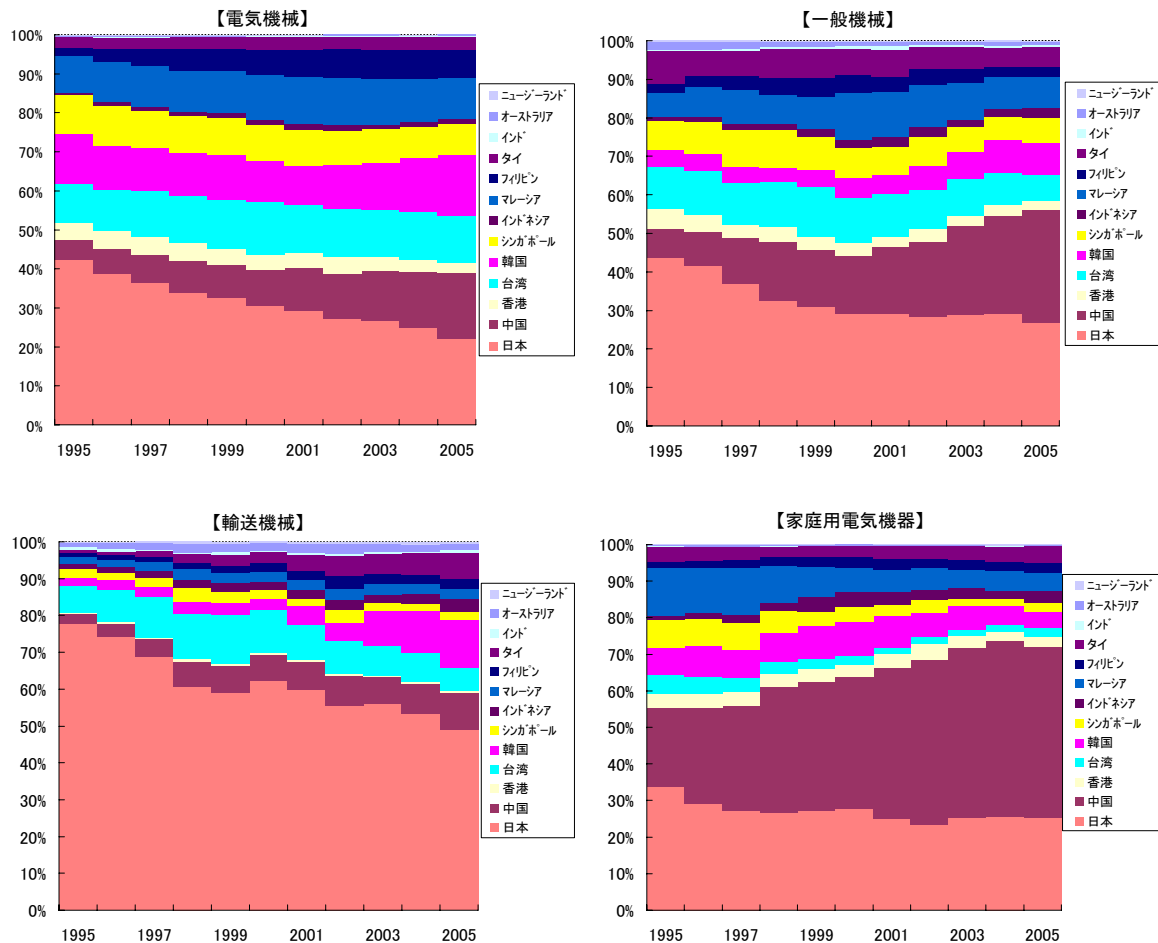 【電気機械】
100%
90%
80%
70%
60%
50%
40%
30%
20%
10%
0%
1995 1997 1999 2001 2003 2005
ニュージーランド
オーストラリア
インド
タイ
フィリピン
マレーシア
インドネシア
シンガポール
韓国
台湾
香港
中国
日本
【一般機械】
100%
90%
80%
70%
60%
50%
40%
30%
20%
10%
0%
1995 1997 1999 2001 2003 2005
ニュージーランド
オーストラリア
インド
タイ
フィリピン
マレーシア
インドネシア
シンガポール
韓国
台湾
香港
中国
日本
【輸送機械】
100%
90%
80%
70%
60%
50%
40%
30%
20%
10%
0%
1995 1997 1999 2001 2003 2005
ニュージーランド
オーストラリア
インド
タイ
フィリピン
マレーシア
インドネシア
シンガポール
韓国
台湾
香港
中国
日本
【家庭用電気機器】
100%
90%
80%
70%
60%
50%
40%
30%
20%
10%
0%
1995 1997 1999 2001 2003 2005
ニュージーランド
オーストラリア
インド
タイ
フィリピン
マレーシア
インドネシア
シンガポール
韓国
台湾
香港
中国
日本